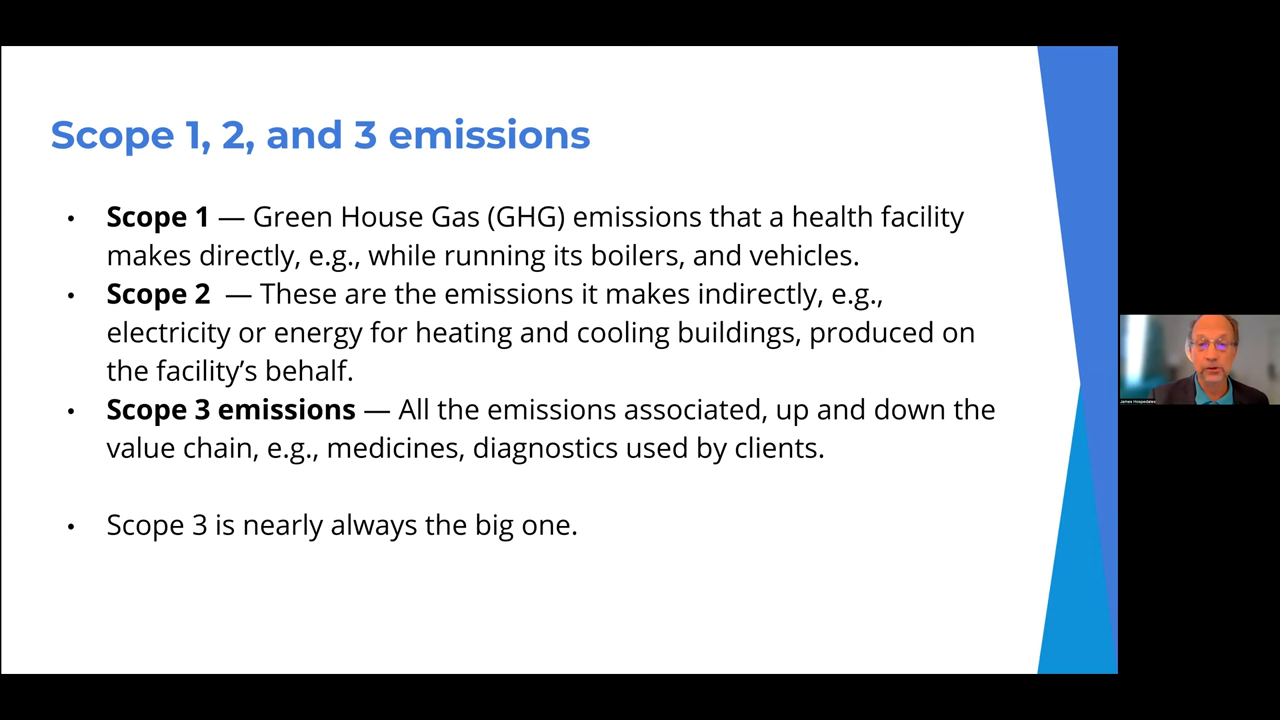 Scope 1, 2, and 3 emissions
• Scope 1 — Green House Gas (GHG) emissions that a health facility
makes directly, e.g., while running its boilers, and vehicles.
• Scope 2 — These are the emissions it makes indirectly, e.g.,
electricity or energy for heating and cooling buildings, produced on
the facility’s behalf.
• Scope 3 emissions — All the emissions associated, up and down the
value chain, e.g., medicines, diagnostics used by clients.
• Scope 3 is nearly always the big one.
James Hospedales